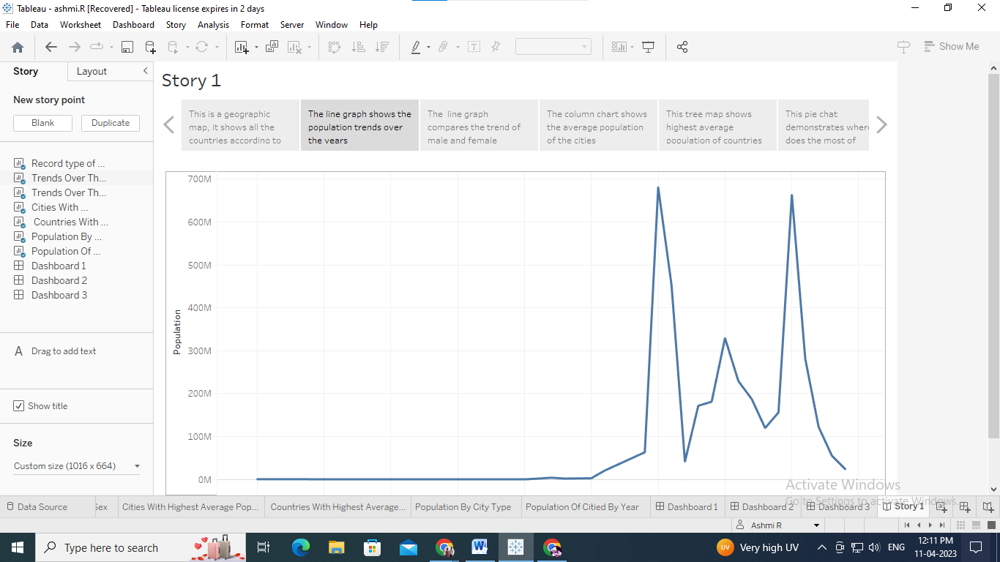 Tableau - ashmi.R [Recovered] - Tableau license expires in 2 days
File Data Worksheet Dashboard Story Analysis Format Server Window Help
Show Me
Story Layout
New story point
Blank Duplicate
Record type of ...
Trends Over Th...
Trends Over Th...
Cities With ...
Countries With ...
Population By ...
Population Of ...
Dashboard 1
Dashboard 2
Dashboard 3
A Drag to add text
Show title
Size
Custom size (1016 x 664)
Story 1
This is a geographic
map, it shows all the
countries according to
The line graph shows the
population trends over
the years
The line graph
compares the trend of
male and female
The column chart shows
the average population
of the cities
This tree map shows
highest average
population of countries
This pie chat
demonstrates where
does the most of
700M
600M
500M
400M
300M
200M
100M
0M
Population
Activate Windows
Go to Settings to activate Windows.
Data Source Sex Cities With Highest Average Pop... Countries With Highest Average... Population By City Type Population Of Citied By Year Dashboard 1 Dashboard 2 Dashboard 3 Story 1
Ashmi R
Type here to search
W
UV Very high UV
ENG
12:11 PM
11-04-2023